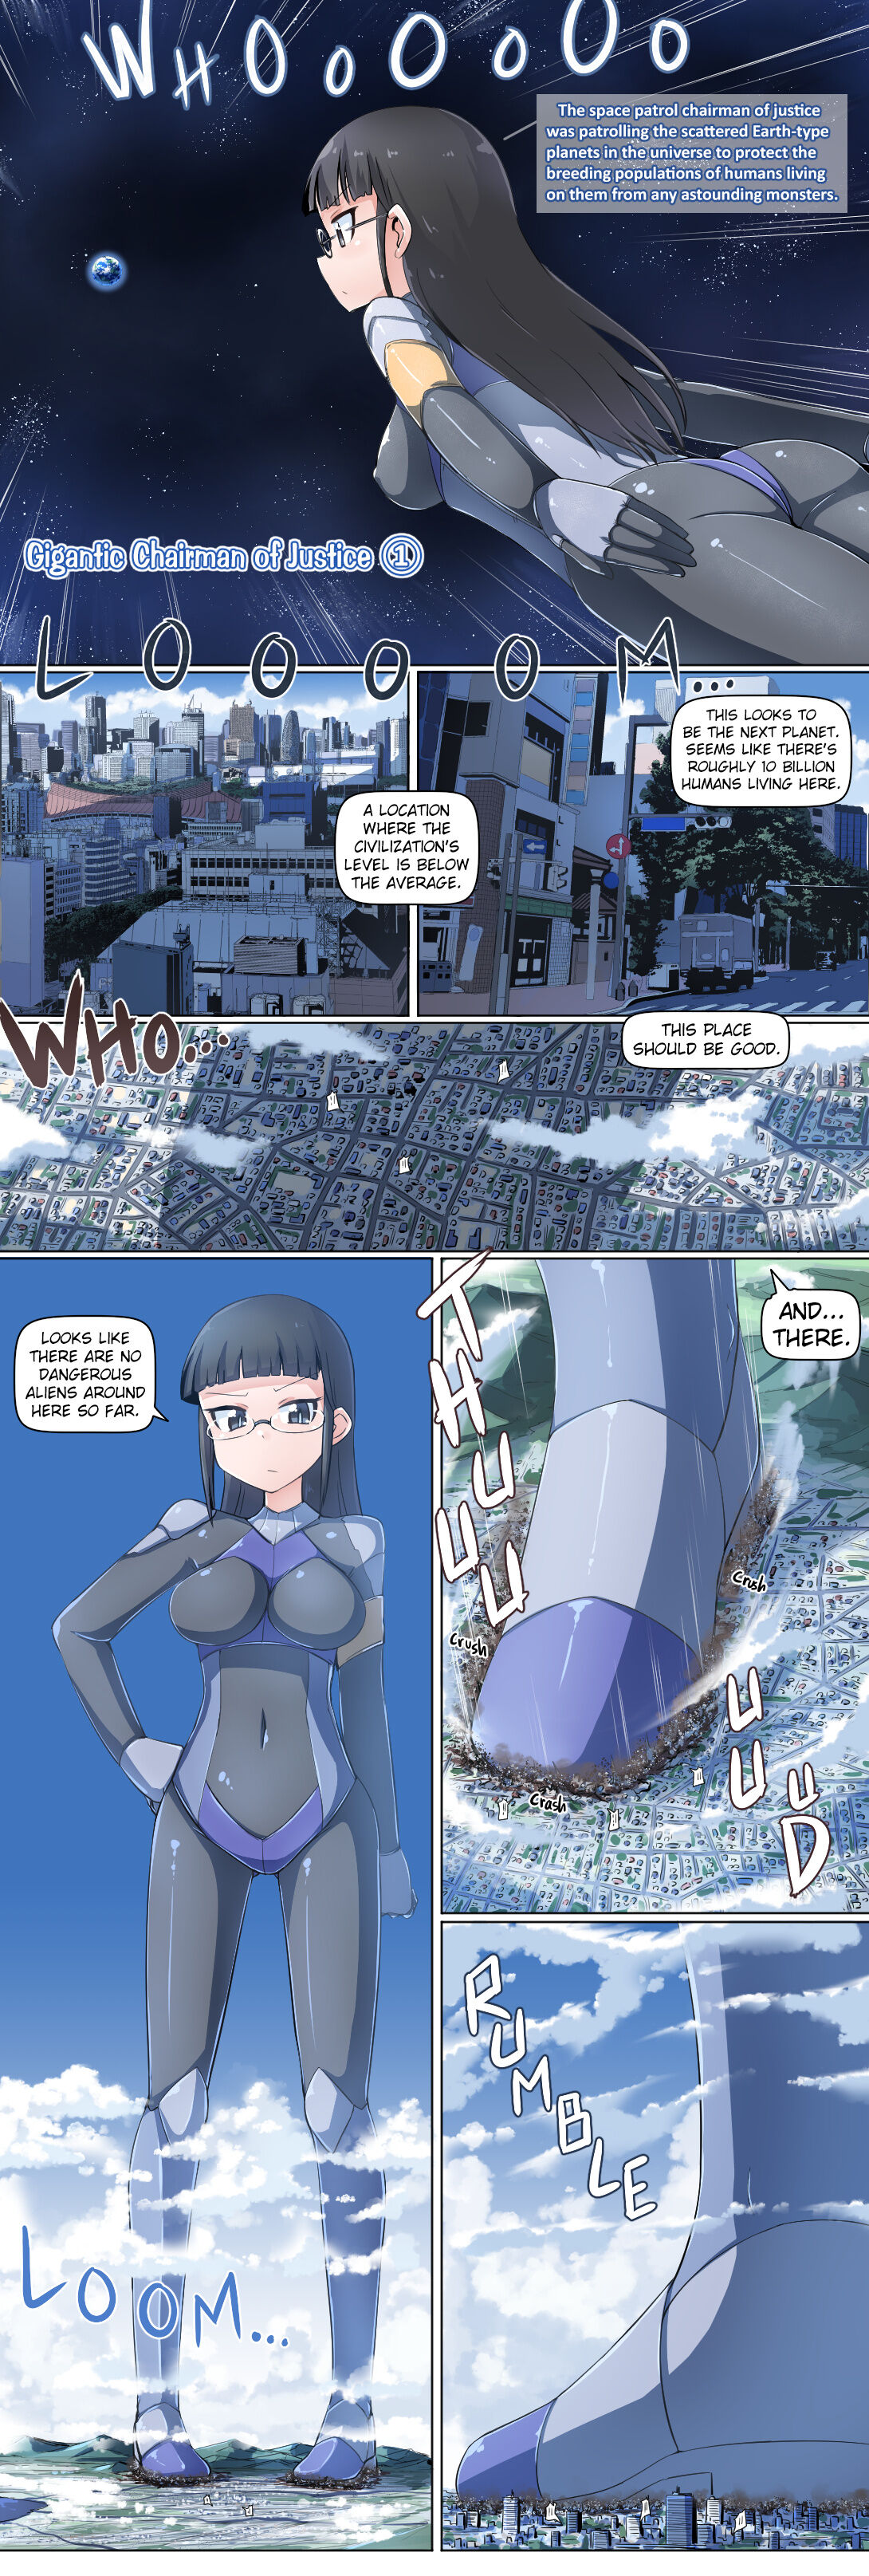 WHOOOOOO
The space patrol chairman of justice
was patrolling the scattered Earth-type
planets in the universe to protect the
breeding populations of humans living
on them from any astounding monsters.
Gigantic Chairman of Justice ①
LOOOOM
...
THIS LOOKS TO
BE THE NEXT PLANET.
SEEMS LIKE THERE'S
ROUGHLY 10 BILLION
HUMANS LIVING HERE.
A LOCATION
WHERE THE
CIVILIZATION'S
LEVEL IS BELOW
THE AVERAGE.
WHO...
THIS PLACE
SHOULD BE GOOD.
AND...
THERE.
THUUUUUUUD
Crush
Crush
Crash
LOOKS LIKE
THERE ARE NO
DANGEROUS
ALIENS AROUND
HERE SO FAR.
LOOM...
RUMBLE